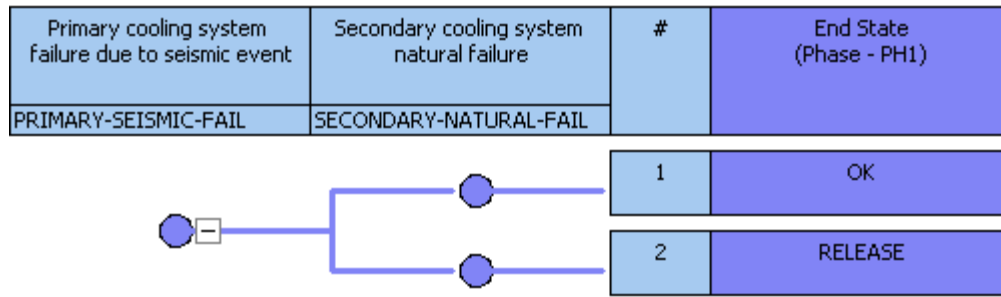 Primary cooling system
failure due to seismic event
Secondary cooling system
natural failure
#
End State
(Phase - PH1)
PRIMARY-SEISMIC-FAIL
SECONDARY-NATURAL-FAIL
1
OK
2
RELEASE